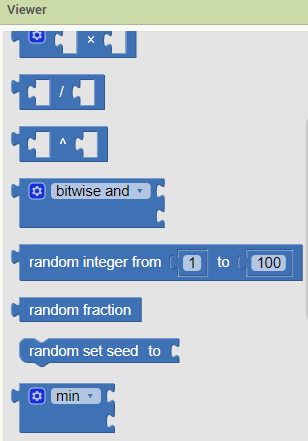 Viewer
×
/
^
bitwise and
random integer from 1 to 100
random fraction
random set seed to
min